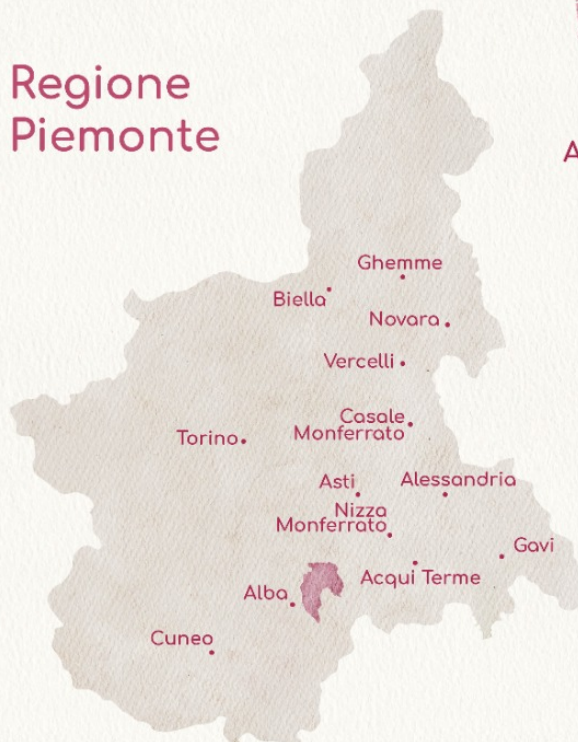 Regione
Piemonte
A
Ghemme
Biella
Novara
Vercelli
Casale
Monferrato
Torino
Asti
Alessandria
Nizza
Monferrato
Gavi
Acqui Terme
Alba
Cuneo